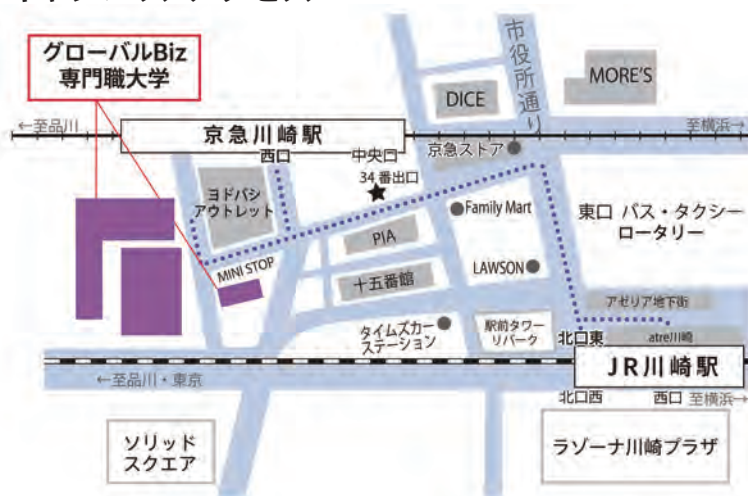 グローバルBiz
専門職大学
市役所通り
MORE'S
DICE
←至品川
京急川崎駅
至横浜→
西口
中央口
京急ストア
34番出口
ヨドバシ
アウトレット
Family Mart
東口 バス・タクシー
ロータリー
PIA
MINI STOP
LAWSON
十五番館
アゼリア地下街
タイムズカー
ステーション
駅前タワー
リパーク
北口東
atre川崎
JR川崎駅
←至品川・東京
北口西
西口
至横浜→
ソリッド
スクエア
ラゾーナ川崎プラザ